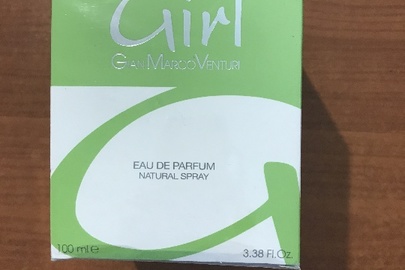 Girl
GIAN MARCO VENTURI
EAU DE PARFUM
NATURAL SPRAY
100 ml e
3.38 Fl.Oz.